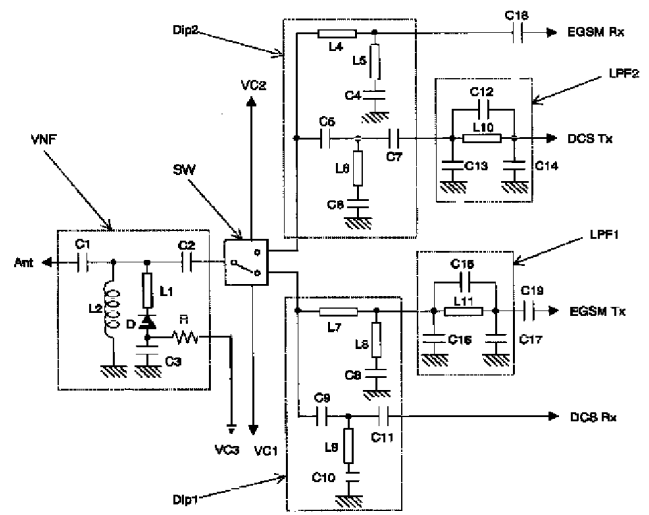 Dip2
C18
EGSM Rx
L4
L5
C4
LPF2
C12
L10
DCS Tx
C13
C14
VC2
C5
C7
L6
C6
VNF
SW
Ant
C1
C2
L2
L1
D
R
C3
VC3
VC1
LPF1
C15
L11
C19
EGSM Tx
C16
C17
L7
L8
C8
C9
C11
DCS Rx
L9
C10
Dip1